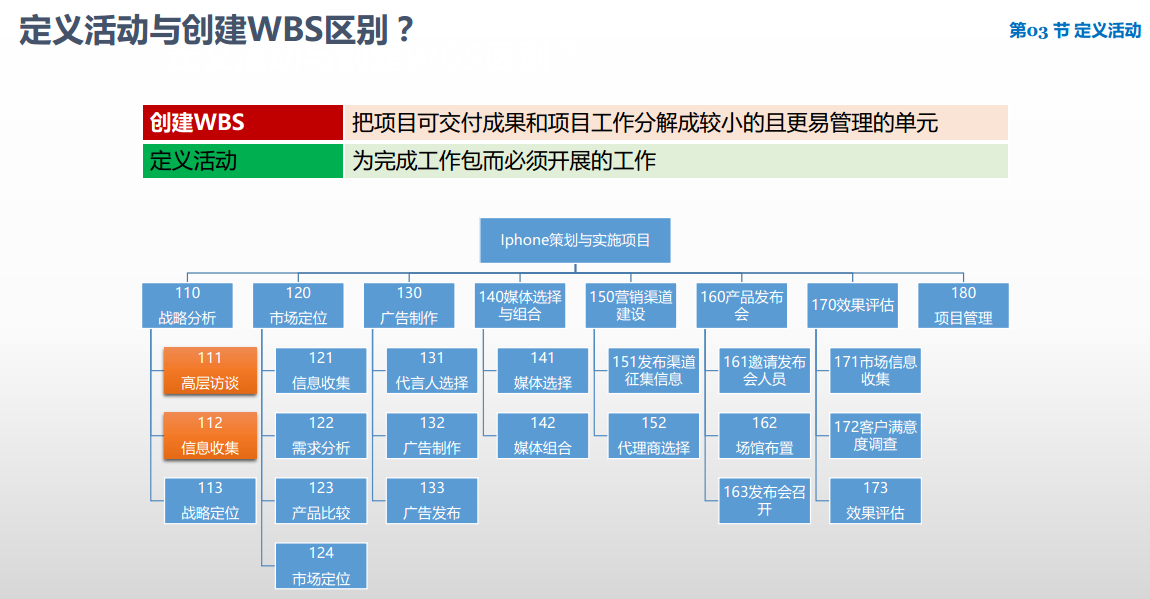 定义活动与创建WBS区别？
第03 节 定义活动
创建WBS
把项目可交付成果和项目工作分解成较小的且更易管理的单元
定义活动
为完成工作包而必须开展的工作
Iphone策划与实施项目
110
战略分析
120
市场定位
130
广告制作
140媒体选择
与组合
150营销渠道
建设
160产品发布
会
170效果评估
180
项目管理
111
高层访谈
121
信息收集
131
代言人选择
141
媒体选择
151发布渠道
征集信息
161邀请发布
会人员
171市场信息
收集
112
信息收集
122
需求分析
132
广告制作
142
媒体组合
152
代理商选择
162
场馆布置
172客户满意
度调查
113
战略定位
123
产品比较
133
广告发布
163发布会召
开
173
效果评估
124
市场定位